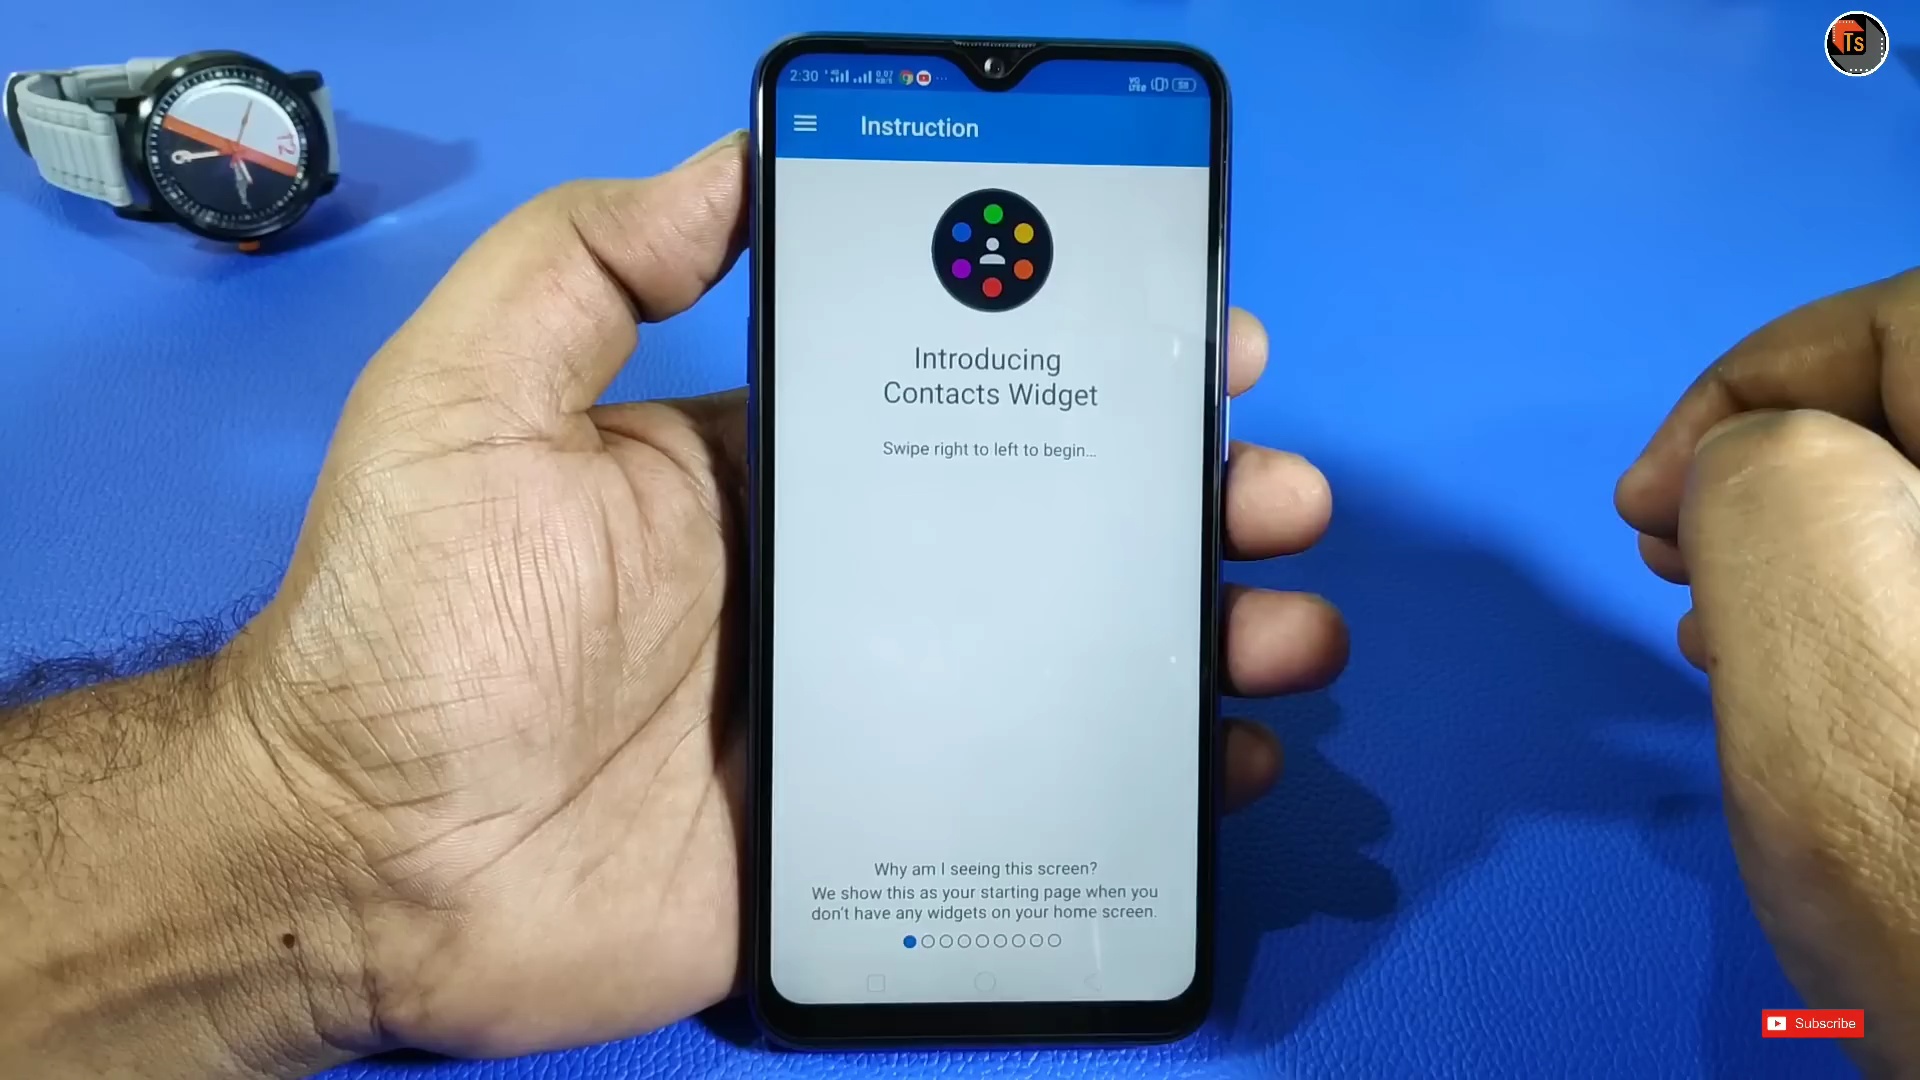 Ts
2:30
Instruction
Introducing
Contacts Widget
Swipe right to left to begin...
Why am I seeing this screen?
We show this as your starting page when you
don't have any widgets on your home screen.
Subscribe